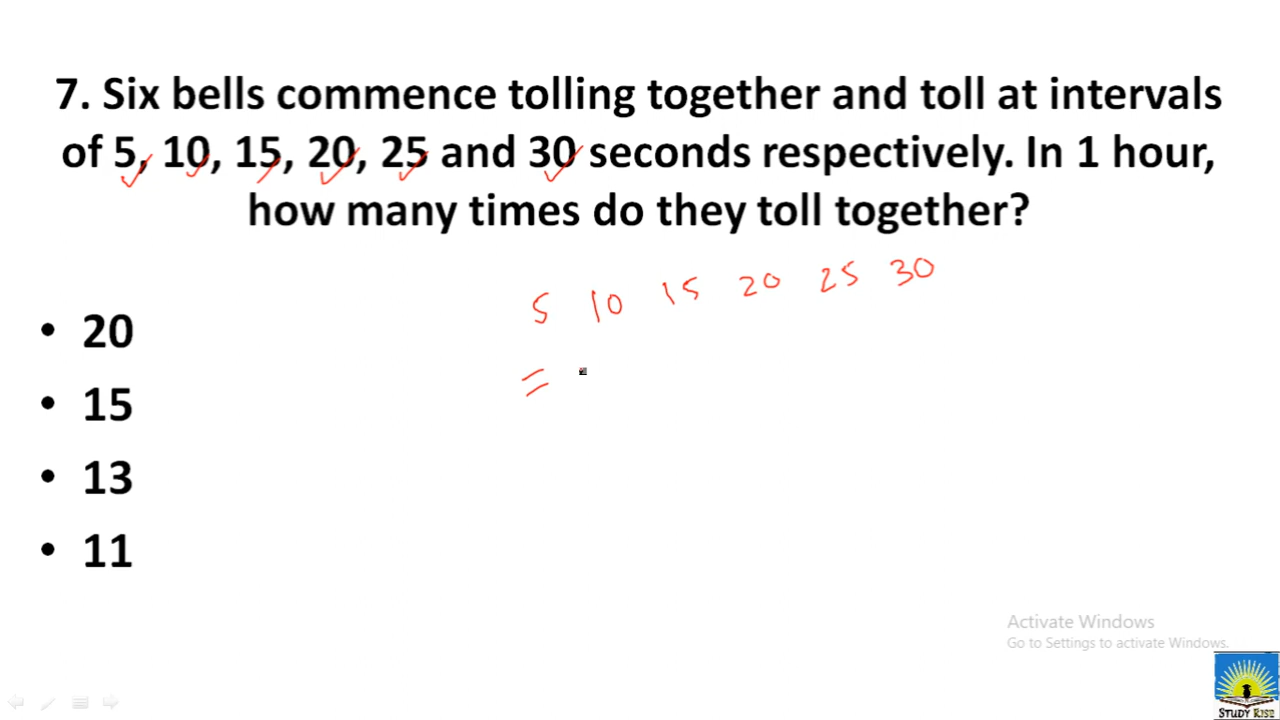 7. Six bells commence tolling together and toll at intervals
of 5, 10, 15, 20, 25 and 30 seconds respectively. In 1 hour,
how many times do they toll together?
5 10 15 20 25 30
=
• 20
• 15
• 13
• 11
Activate Windows
Go to Settings to activate Windows.
STUDY RISE